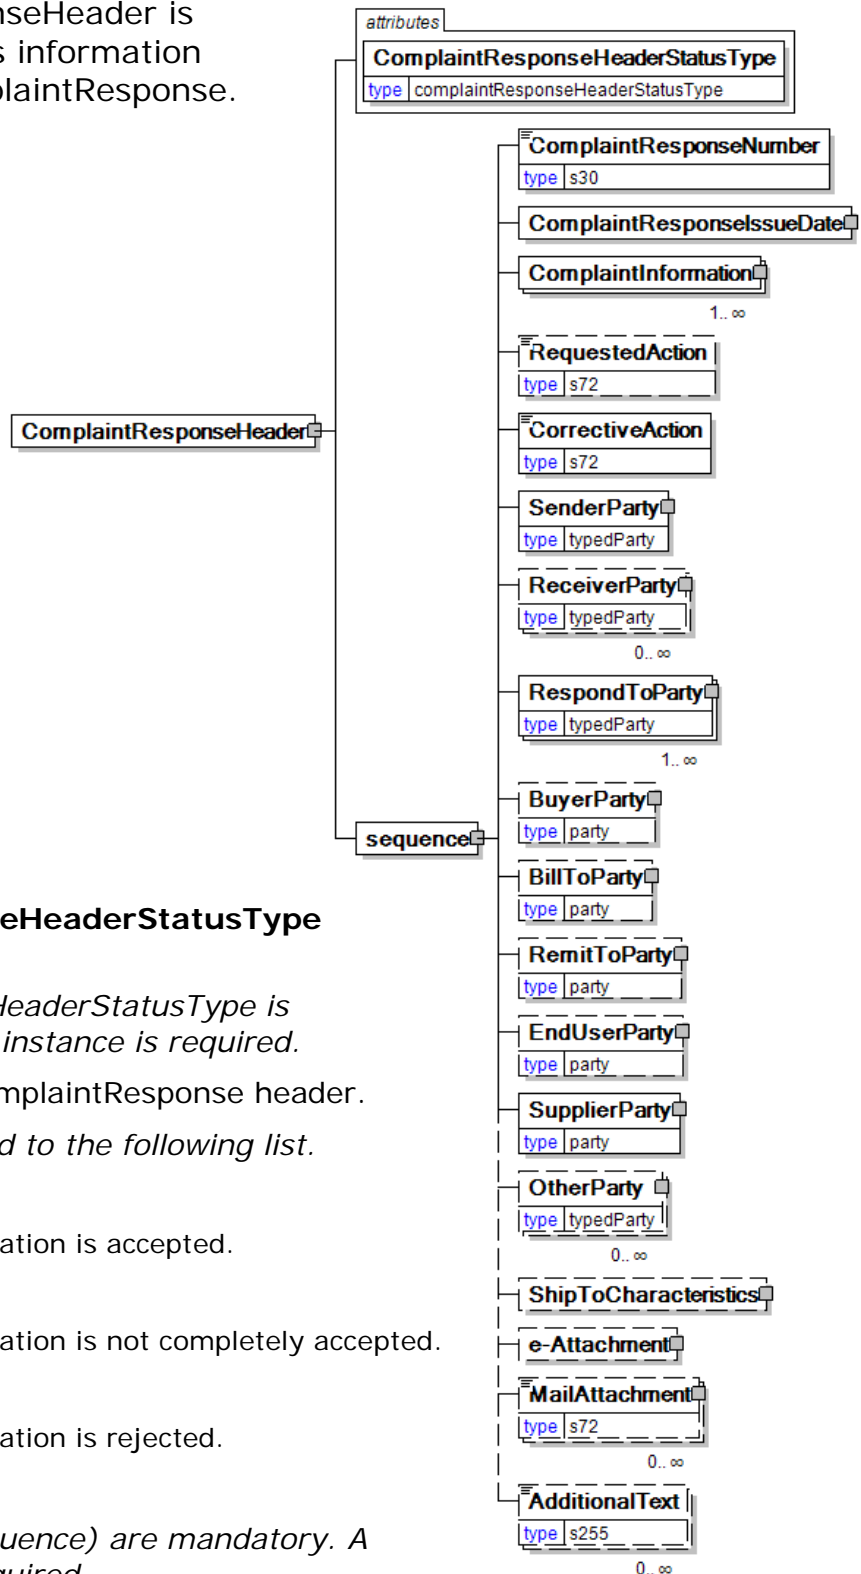 nseHeader is
s information
plaintResponse.
attributes
ComplaintResponseHeaderStatusType
type complaintResponseHeaderStatusType
ComplaintResponseNumber
type s30
ComplaintResponseIssueDate
ComplaintInformation
1..∞
RequestedAction
type s72
ComplaintResponseHeader
CorrectiveAction
type s72
SenderParty
type typedParty
ReceiverParty
type typedParty
0..∞
RespondToParty
type typedParty
1..∞
BuyerParty
type party
sequence
BillToParty
type party
eHeaderStatusType
RemitToParty
type party
HeaderStatusType is
instance is required.
EndUserParty
type party
mplaintResponse header.
SupplierParty
type party
d to the following list.
OtherParty
type typedParty
0..∞
ation is accepted.
ShipToCharacteristics
ation is not completely accepted.
e-Attachment
MailAttachment
type s72
0..∞
ation is rejected.
AdditionalText
type s255
0..∞
uence) are mandatory. A
quired